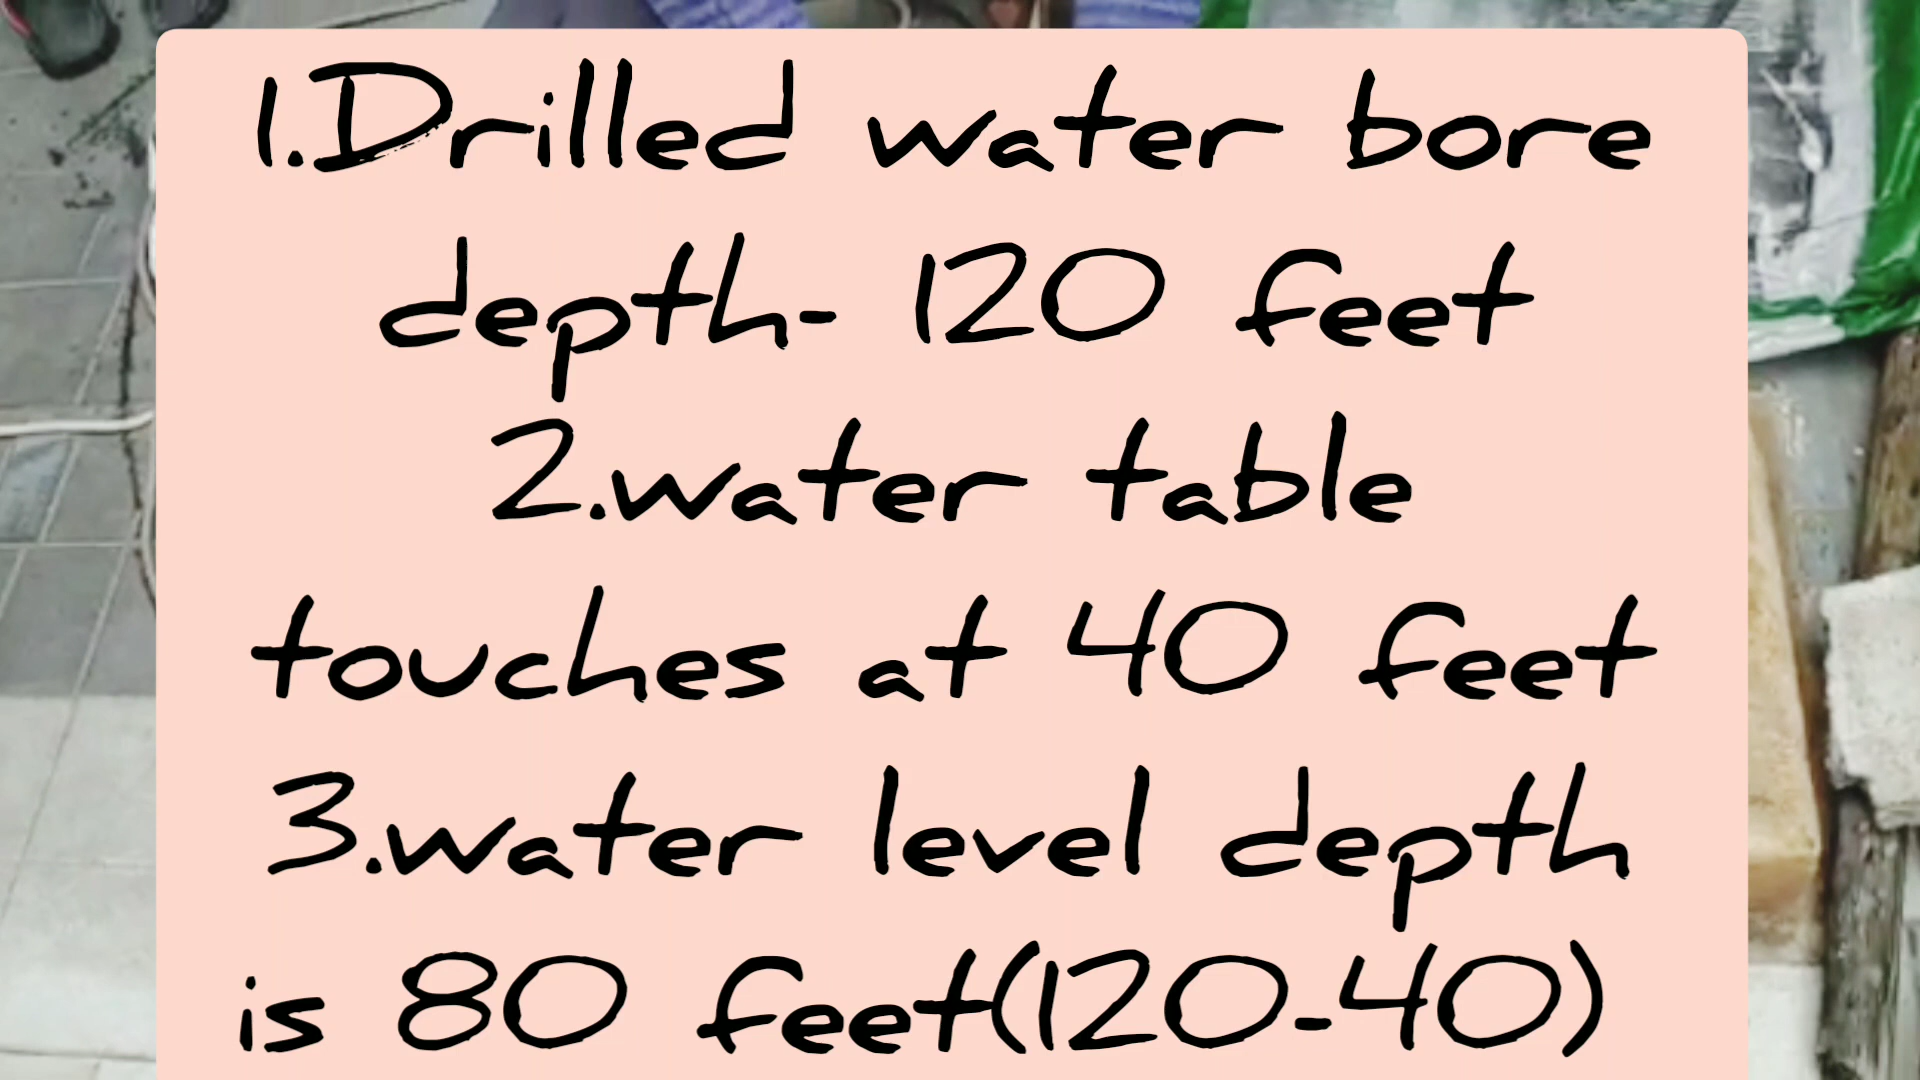 1.Drilled water bore
depth- 120 feet
2.water table
touches at 40 feet
3.water level depth
is 80 feet(120-40)